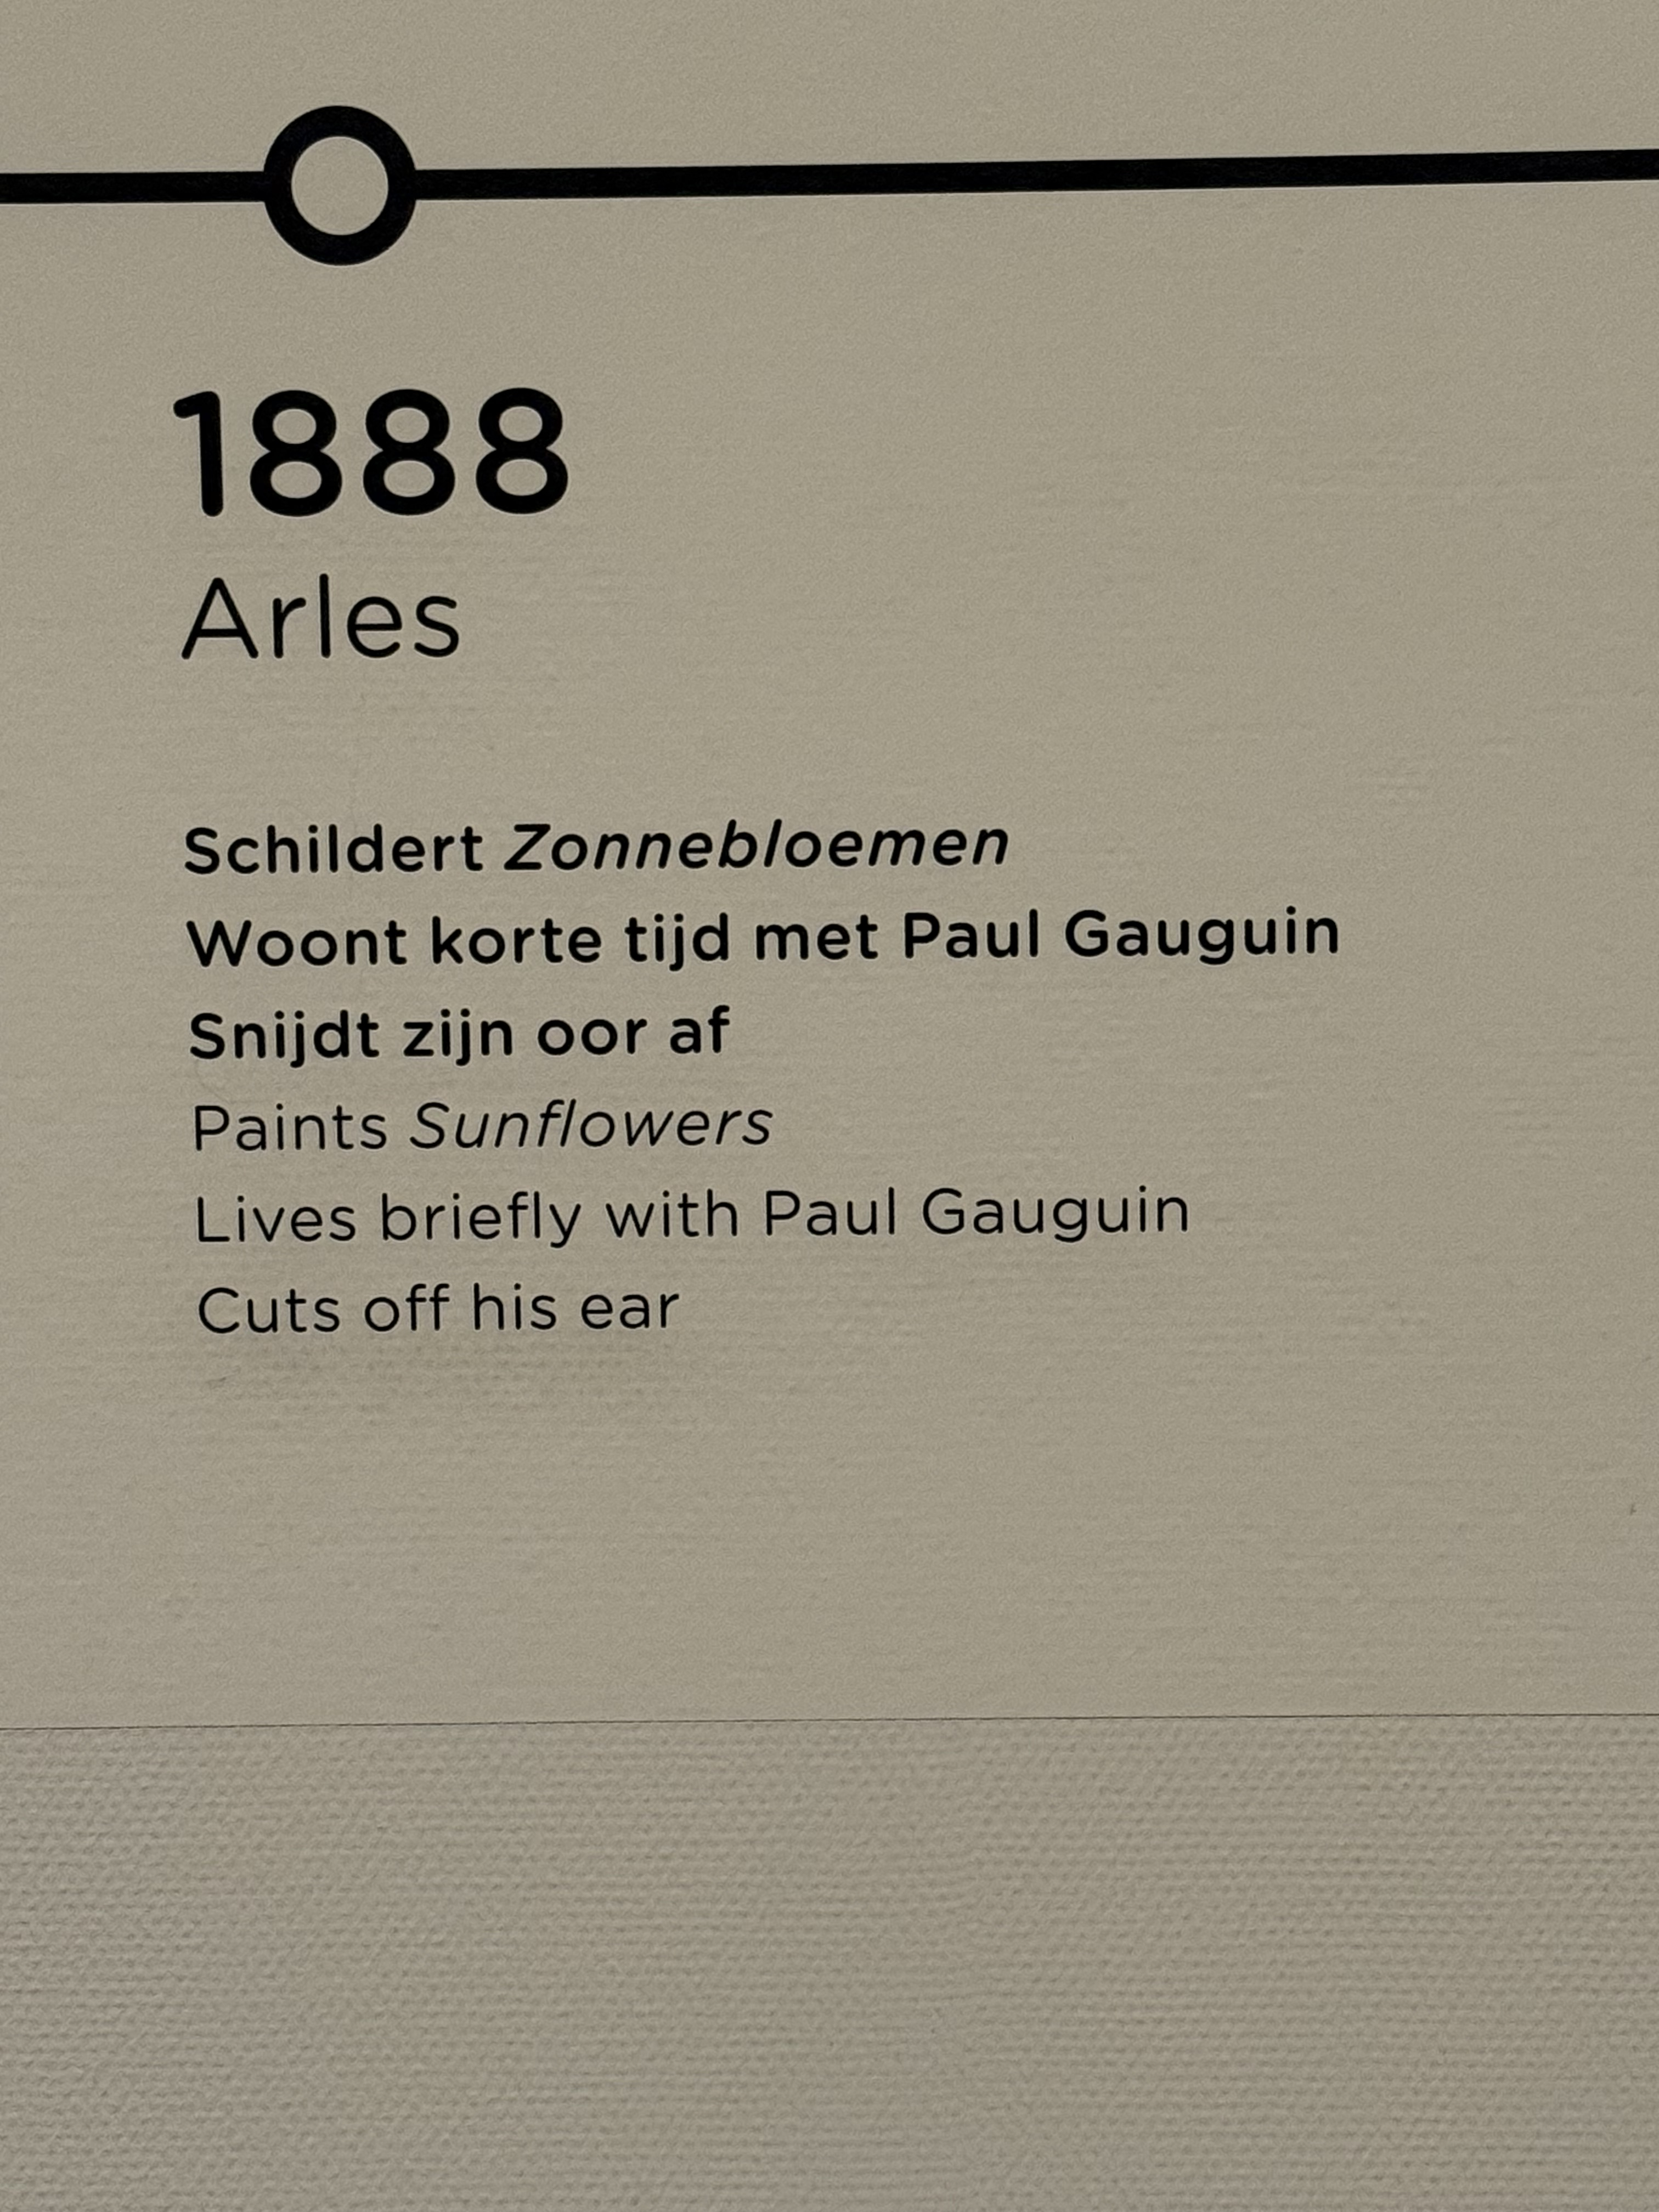 1888
Arles
Schildert Zonnebloemen
Woont korte tijd met Paul Gauguin
Snijdt zijn oor af
Paints Sunflowers
Lives briefly with Paul Gauguin
Cuts off his ear